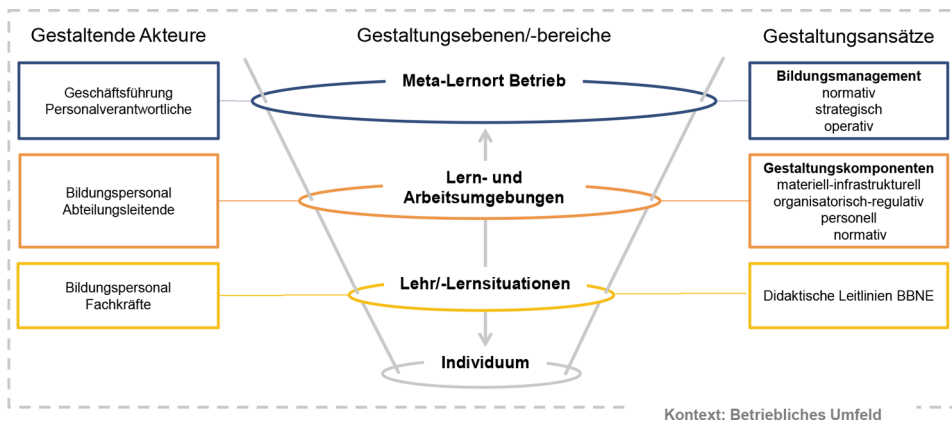 Gestaltende Akteure
Gestaltungsebenen/-bereiche
Gestaltungsansätze
Geschäftsführung
Personalverantwortliche
Meta-Lernort Betrieb
Bildungsmanagement
normativ
strategisch
operativ
Bildungspersonal
Abteilungsleitende
Lern- und
Arbeitsumgebungen
Gestaltungskomponenten
materiell-infrastrukturell
organisatorisch-regulativ
personell
normativ
Bildungspersonal
Fachkräfte
Lehr/-Lernsituationen
Didaktische Leitlinien BBNE
Individuum
Kontext: Betriebliches Umfeld